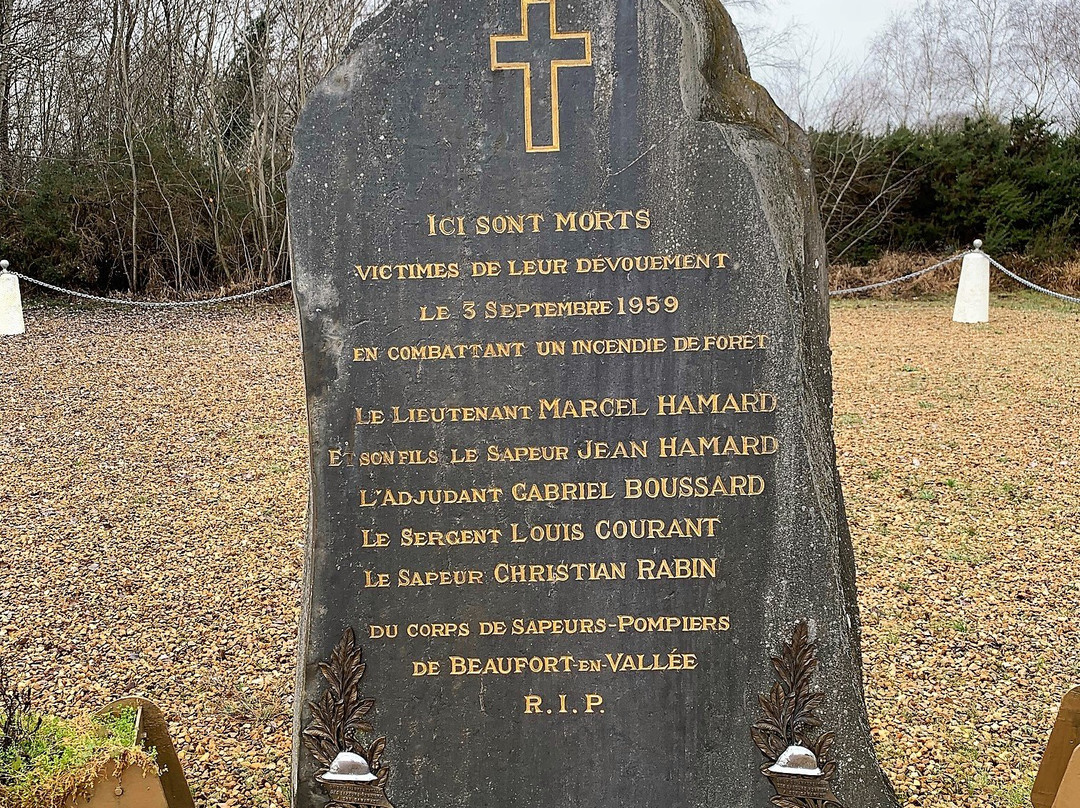 ICI SONT MORTS
VICTIMES DE LEUR DÉVOUEMENT
LE 3 SEPTEMBRE 1959
EN COMBATTANT UN INCENDIE DE FORÊT
LE LIEUTENANT MARCEL HAMARD
ET SON FILS LE SAPEUR JEAN HAMARD
L'ADJUDANT GABRIEL BOUSSARD
LE SERGENT LOUIS COURANT
LE SAPEUR CHRISTIAN RABIN
DU CORPS DE SAPEURS-POMPIERS
DE BEAUFORT-EN-VALLÉE
R.I.P.